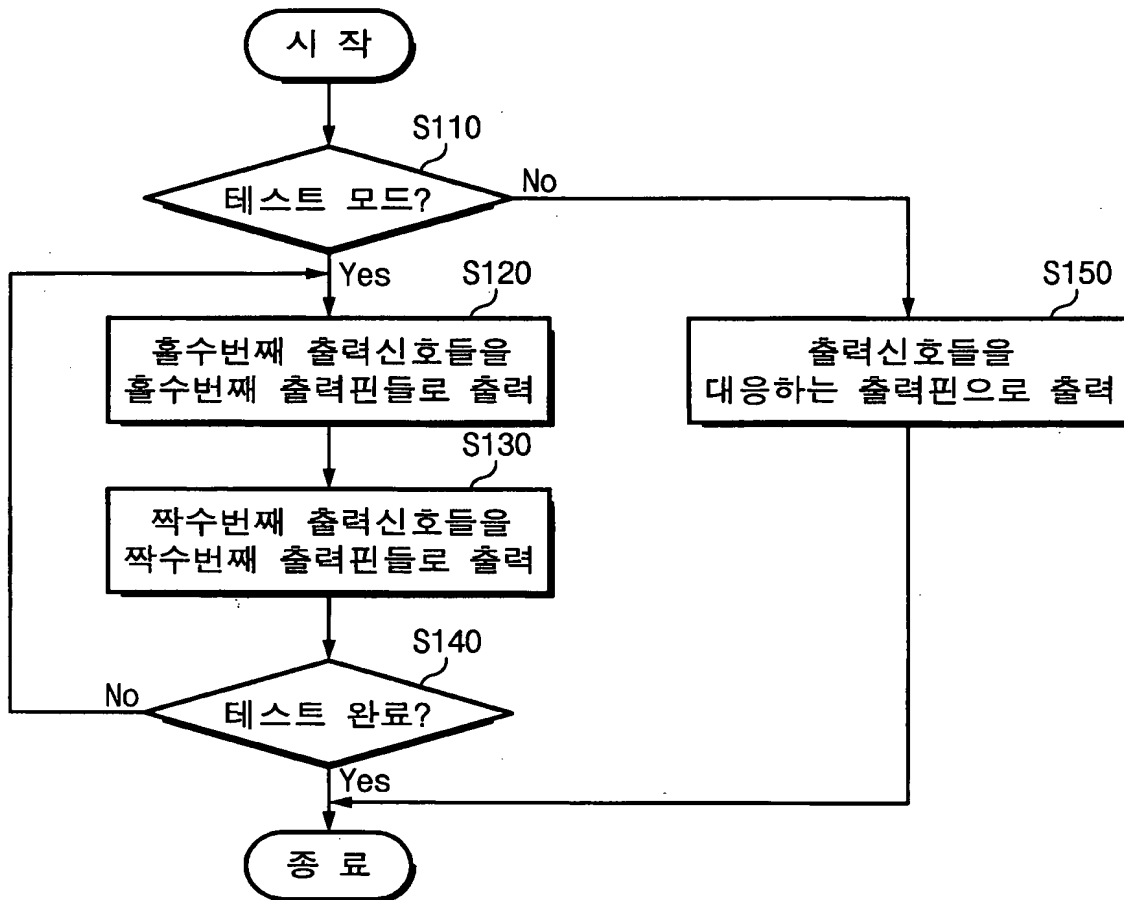 시 작
S110
테스트 모드?
No
Yes
S120
홀수번째 출력신호들을
홀수번째 출력핀들로 출력
S150
출력신호들을
대응하는 출력핀으로 출력
S130
짝수번째 출력신호들을
짝수번째 출력핀들로 출력
S140
테스트 완료?
No
Yes
종 료